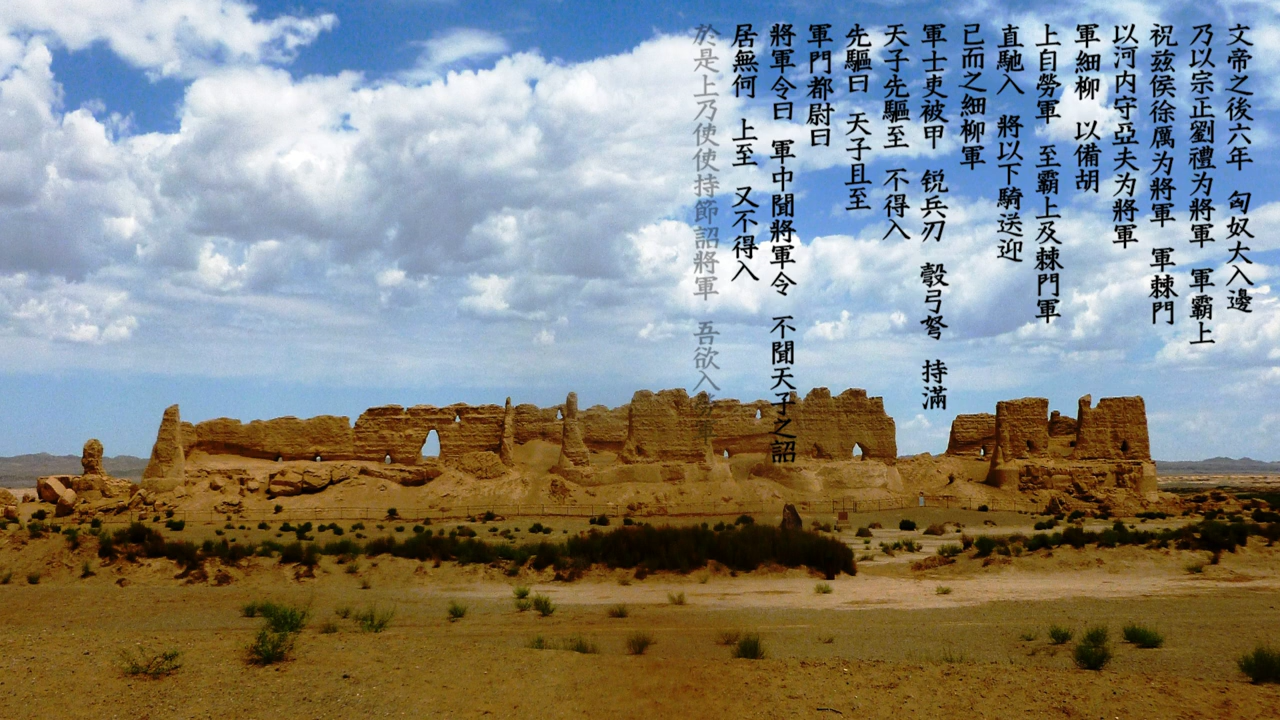 文帝之後六年 匈奴大入邊
乃以宗正劉禮为將軍 軍霸上
祝茲侯徐厲为將軍 軍棘門
以河内守亞夫为將軍
軍細柳 以備胡
上自勞軍 至霸上及棘門軍
直馳入 將以下騎送迎
已而之細柳軍
軍士吏被甲 锐兵刃 彀弓弩 持滿
天子先驅至 不得入
先驅曰 天子且至
軍門都尉曰
將軍令曰 軍中聞將軍令 不聞天子之詔
居無何 上至 又不得入
於是上乃使使持節詔將軍 吾欲入